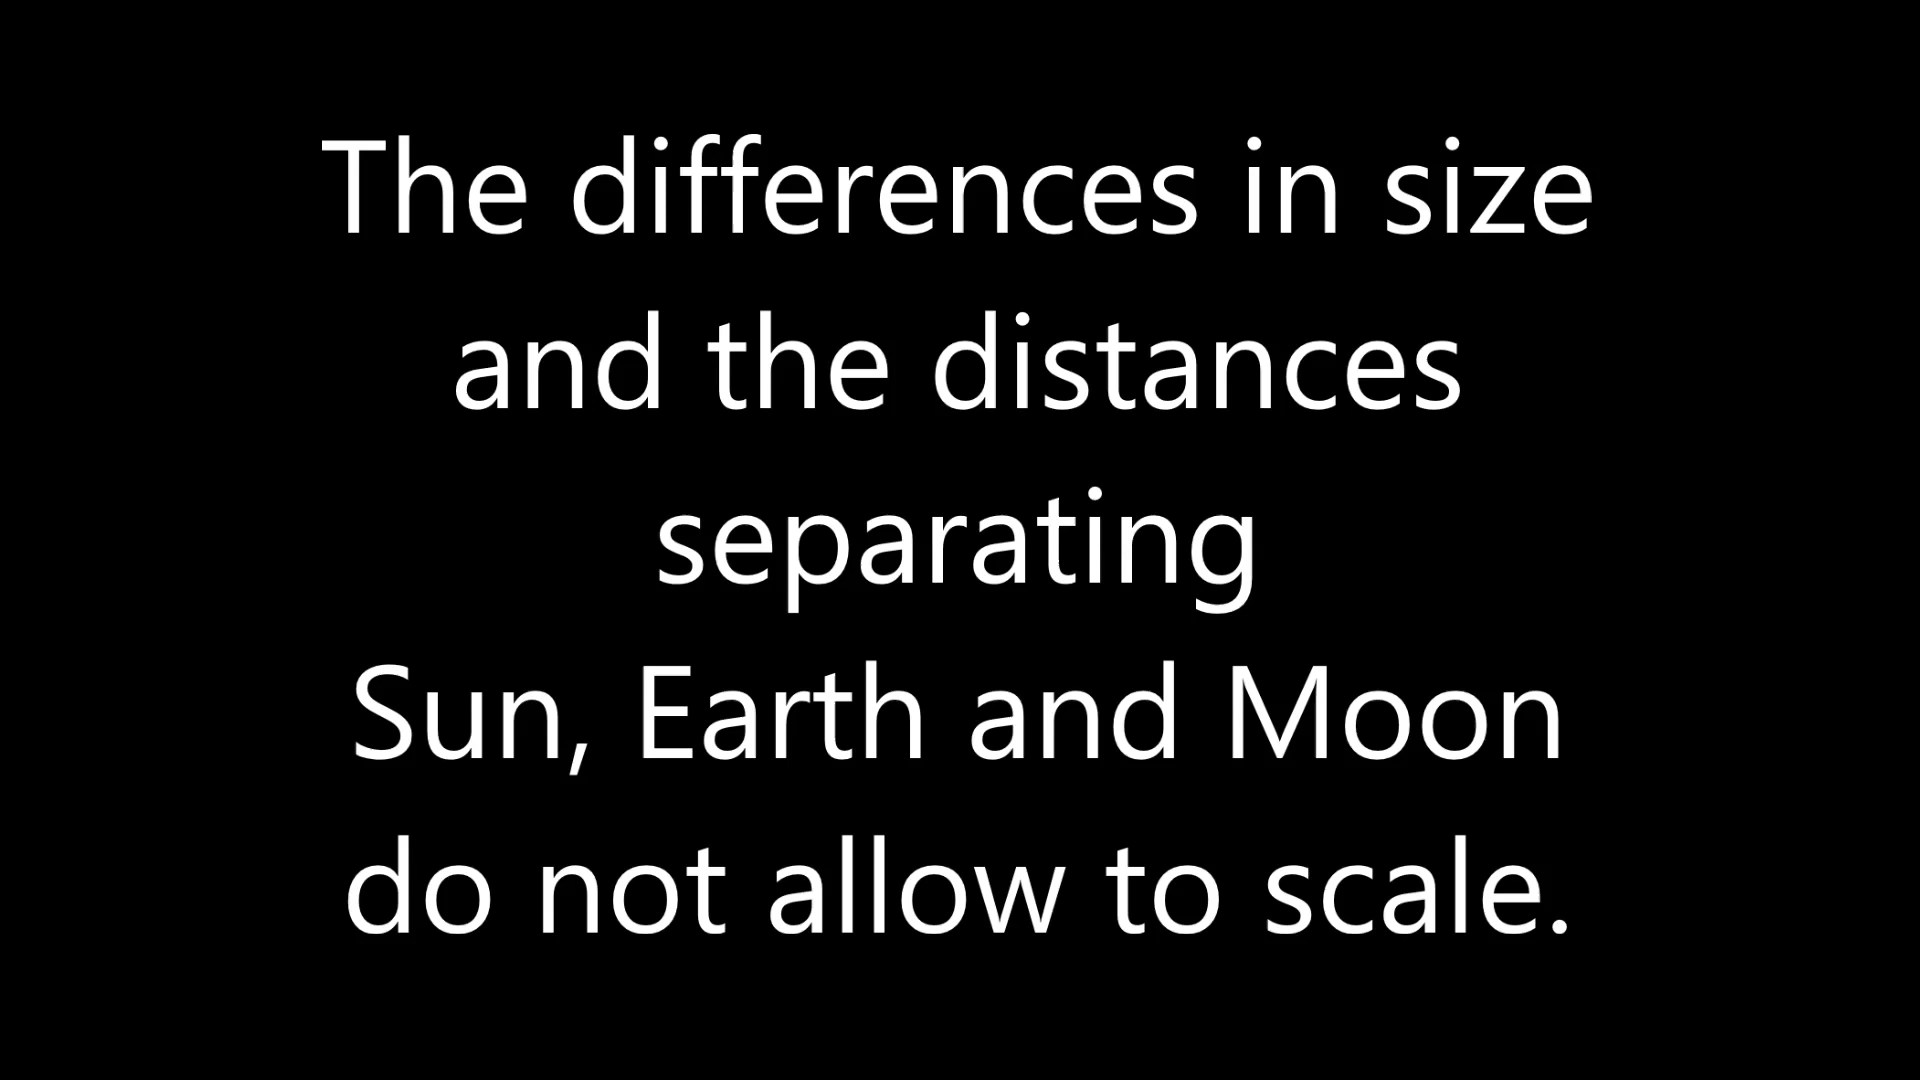 The differences in size
and the distances
separating
Sun, Earth and Moon
do not allow to scale.